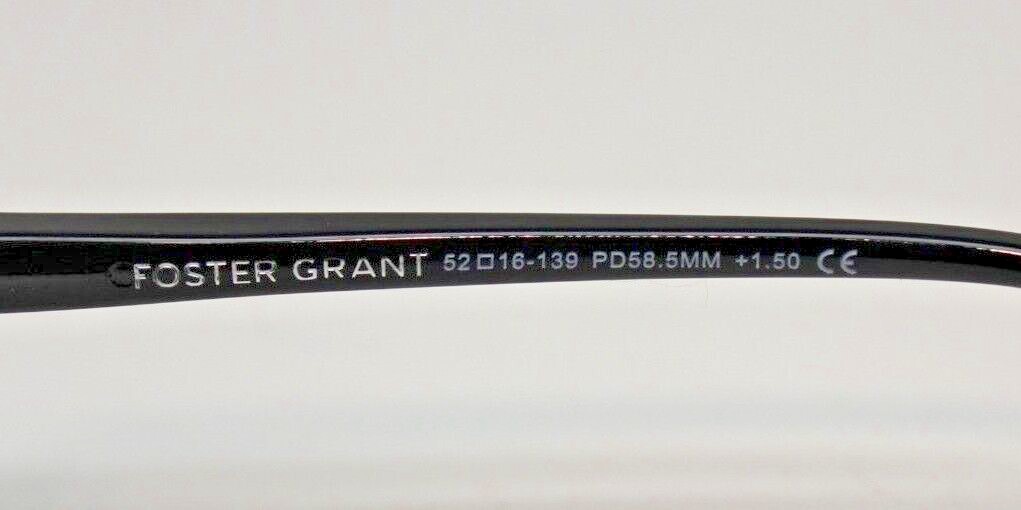 FOSTER GRANT 52□16-139 PD58.5MM +1.50 CE